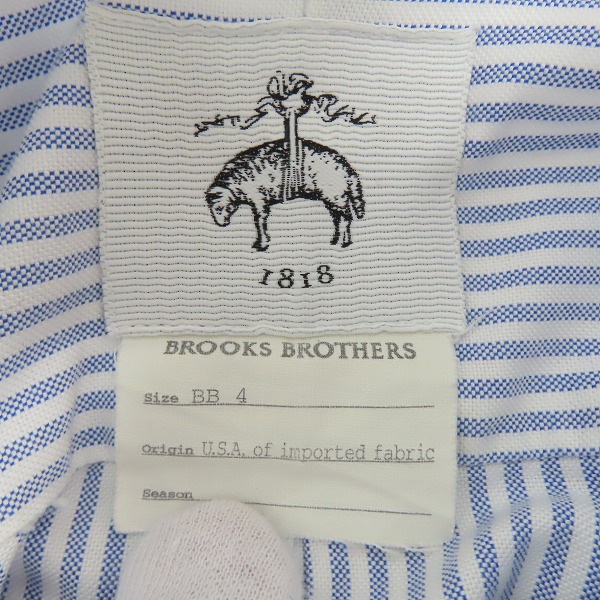 1818
BROOKS BROTHERS
Size BB 4
Origin U.S.A. of imported fabric
Season